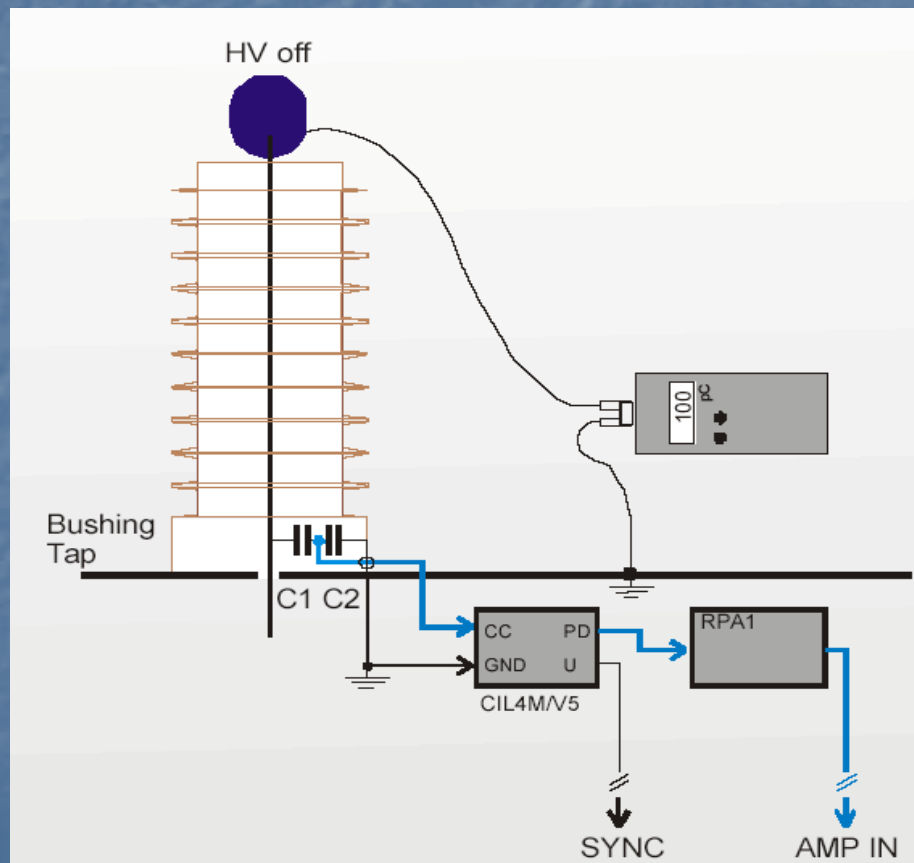 HV off
100
pC
Bushing
Tap
C1 C2
CC PD
GND U
CIL4M/V5
RPA1
SYNC
AMP IN